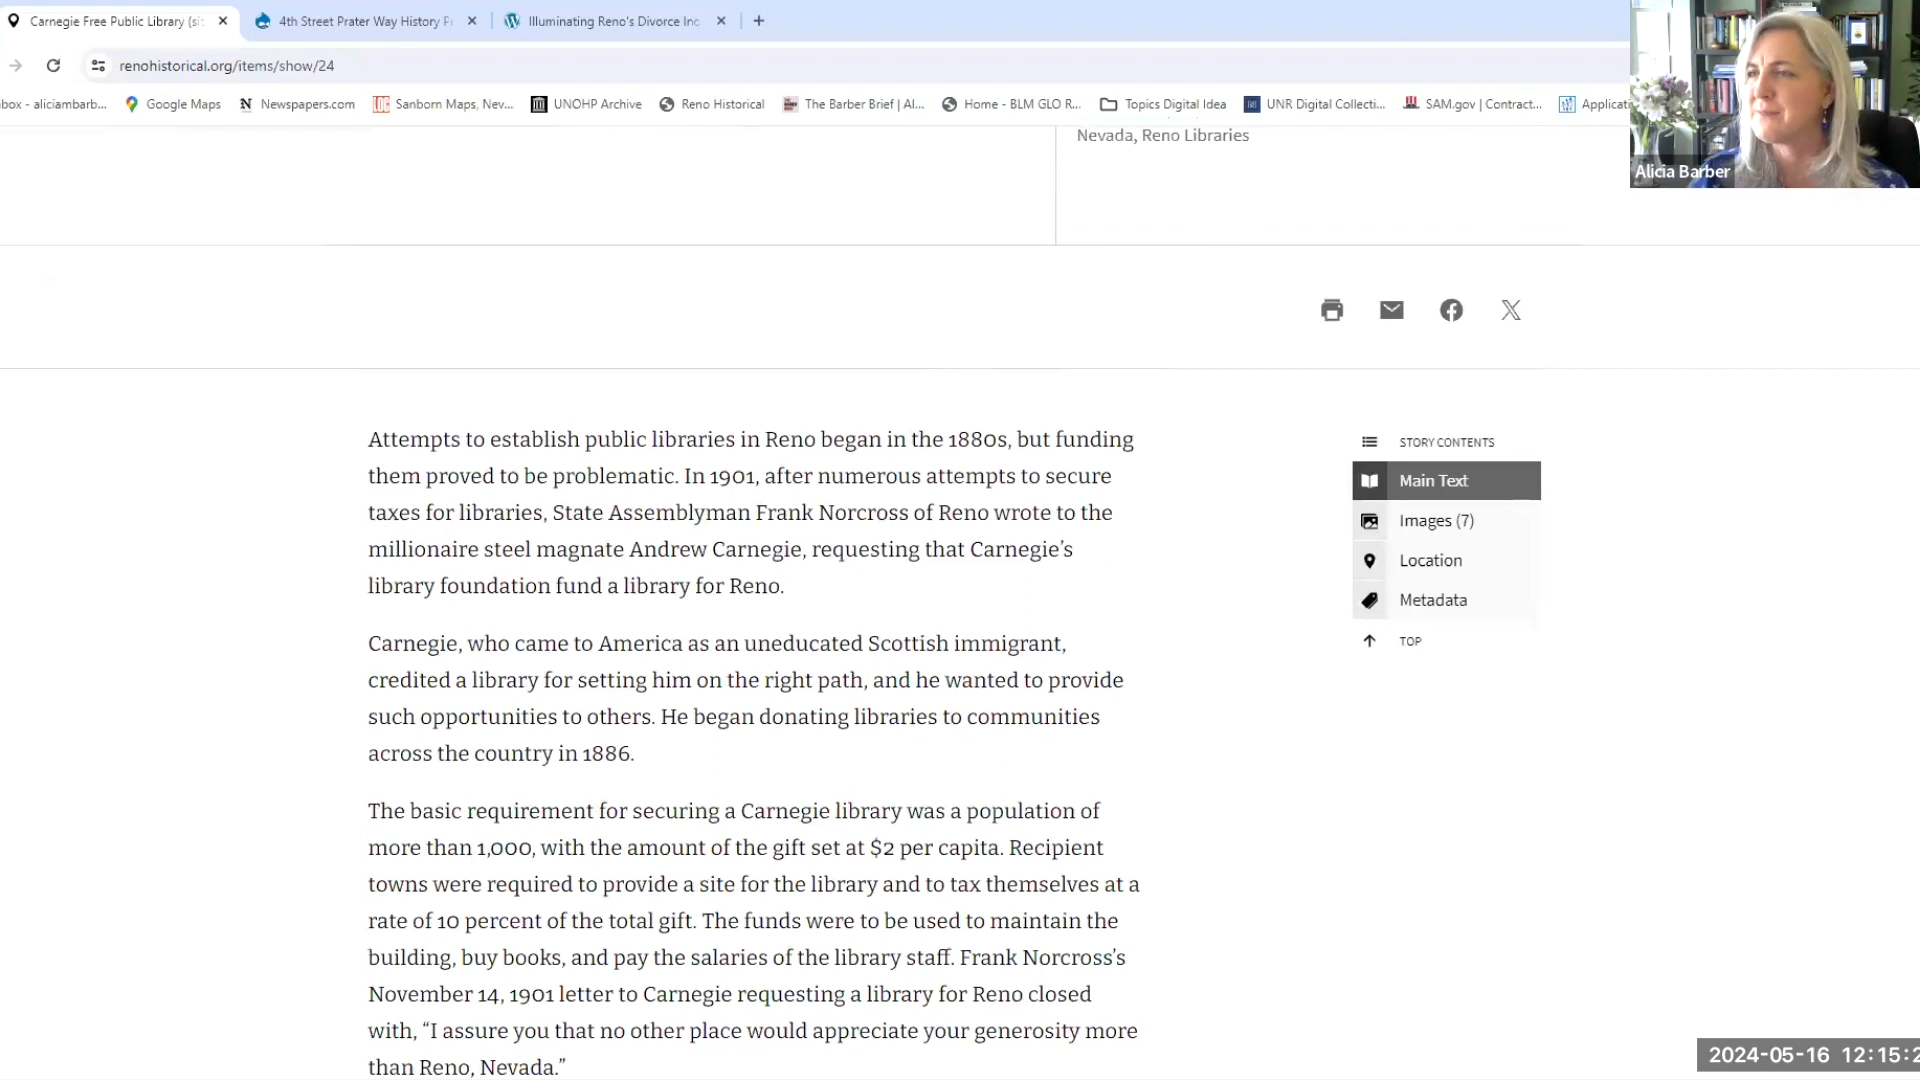 Carnegie Free Public Library (si
4th Street Prater Way History P
Illuminating Reno's Divorce Ind
renohistorical.org/items/show/24
box - aliciambarb...
Google Maps
Newspapers.com
Sanborn Maps, Nev...
UNOHP Archive
Reno Historical
The Barber Brief | Al...
Home - BLM GLO R...
Topics Digital Idea
UNR Digital Collecti...
SAM.gov | Contract...
Applicati
Alicia Barber
Nevada, Reno Libraries
Attempts to establish public libraries in Reno began in the 1880s, but funding
them proved to be problematic. In 1901, after numerous attempts to secure
taxes for libraries, State Assemblyman Frank Norcross of Reno wrote to the
millionaire steel magnate Andrew Carnegie, requesting that Carnegie’s
library foundation fund a library for Reno.
Carnegie, who came to America as an uneducated Scottish immigrant,
credited a library for setting him on the right path, and he wanted to provide
such opportunities to others. He began donating libraries to communities
across the country in 1886.
The basic requirement for securing a Carnegie library was a population of
more than 1,000, with the amount of the gift set at $2 per capita. Recipient
towns were required to provide a site for the library and to tax themselves at a
rate of 10 percent of the total gift. The funds were to be used to maintain the
building, buy books, and pay the salaries of the library staff. Frank Norcross’s
November 14, 1901 letter to Carnegie requesting a library for Reno closed
with, “I assure you that no other place would appreciate your generosity more
than Reno, Nevada.”
STORY CONTENTS
Main Text
Images (7)
Location
Metadata
TOP
2024-05-16 12:15:2